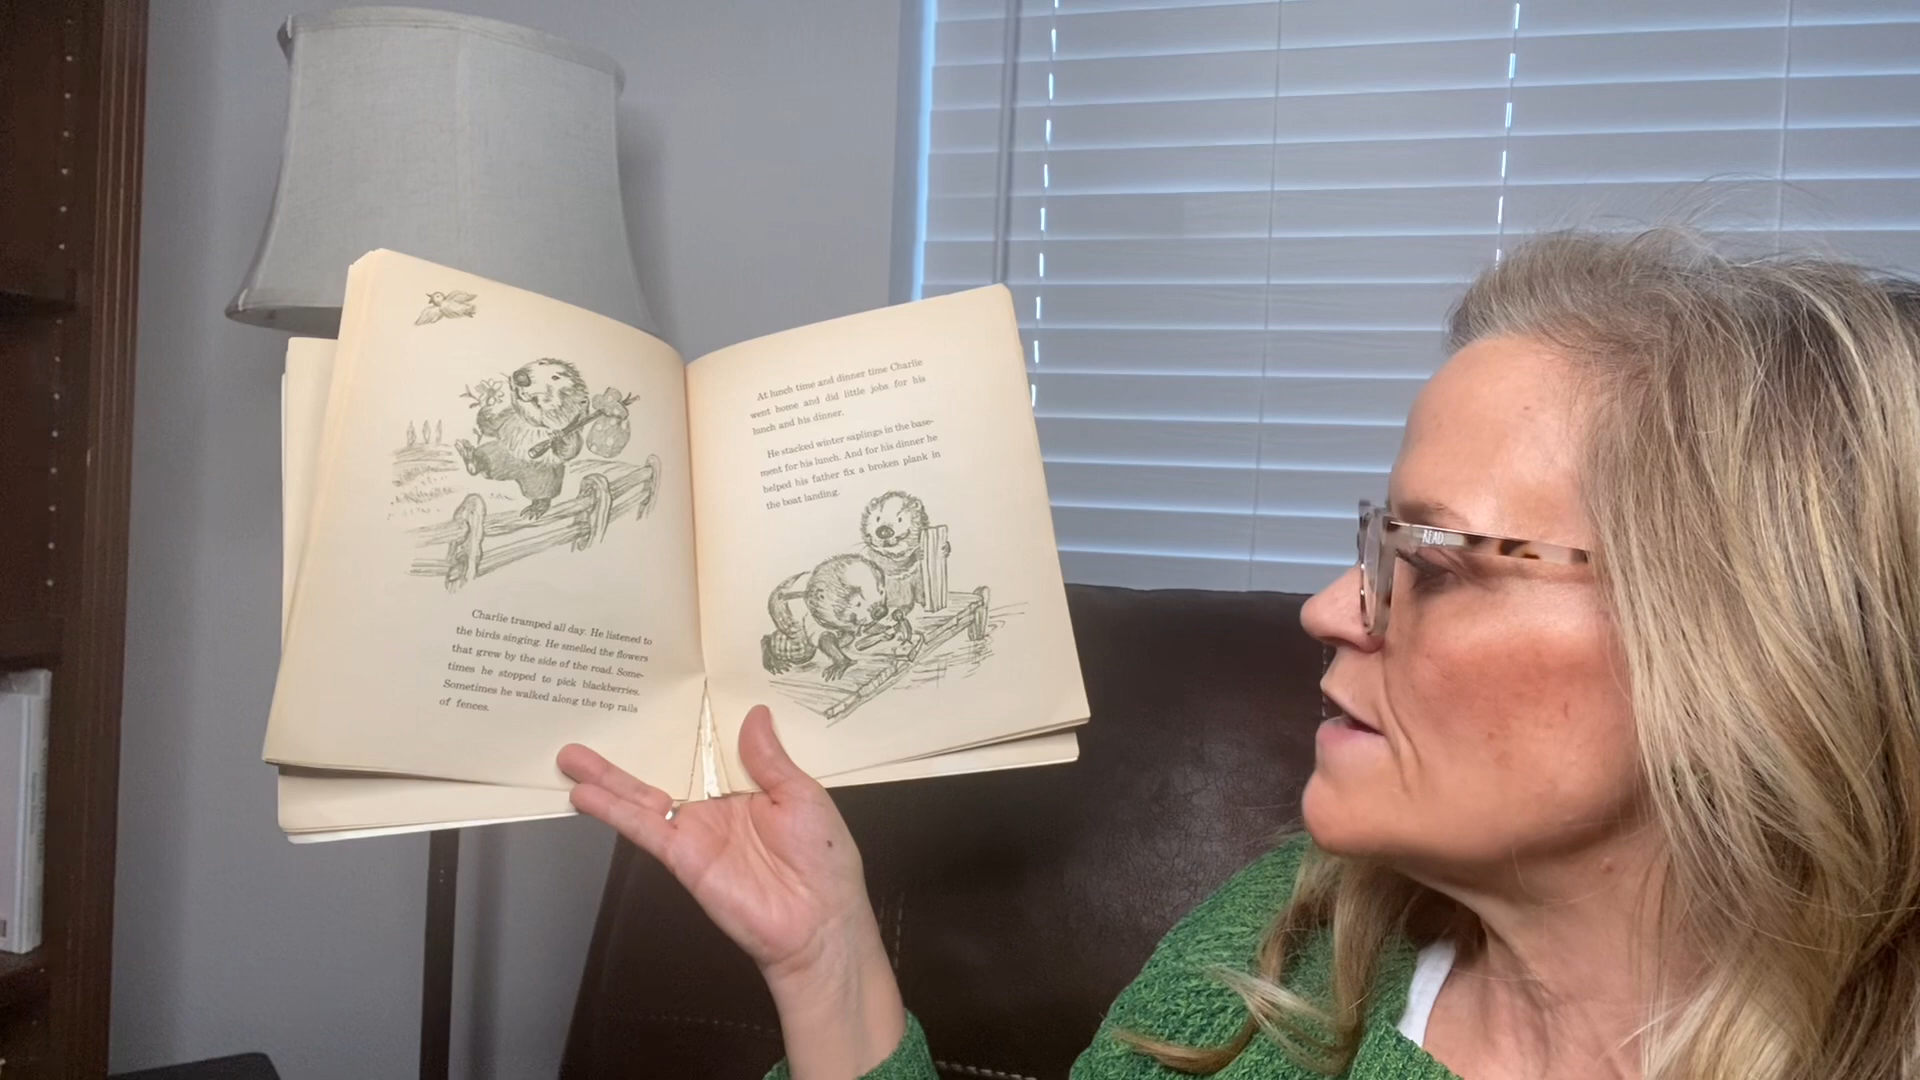 Charlie tramped all day. He listened to
the birds singing. He smelled the flowers
that grew by the side of the road. Some-
times he stopped to pick blackberries.
Sometimes he walked along the top rails
of fences.
At lunch time and dinner time Charlie
went home and did little jobs for his
lunch and his dinner.
He stacked winter saplings in the base-
ment for his lunch. And for his dinner he
helped his father fix a broken plank in
the boat landing.
READ